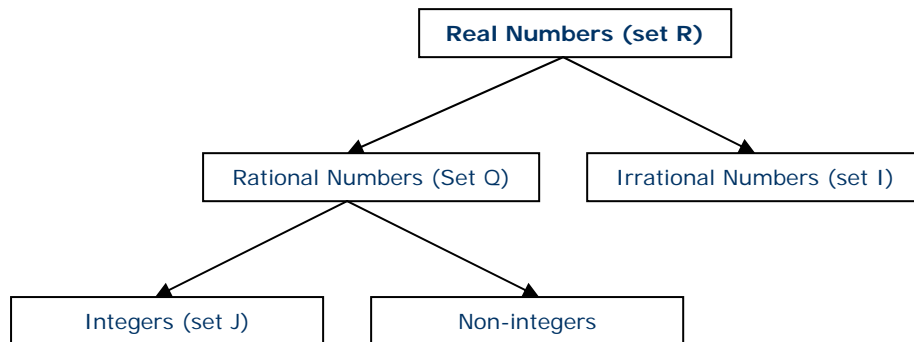 Real Numbers (set R)
Rational Numbers (Set Q)
Irrational Numbers (set I)
Integers (set J)
Non-integers